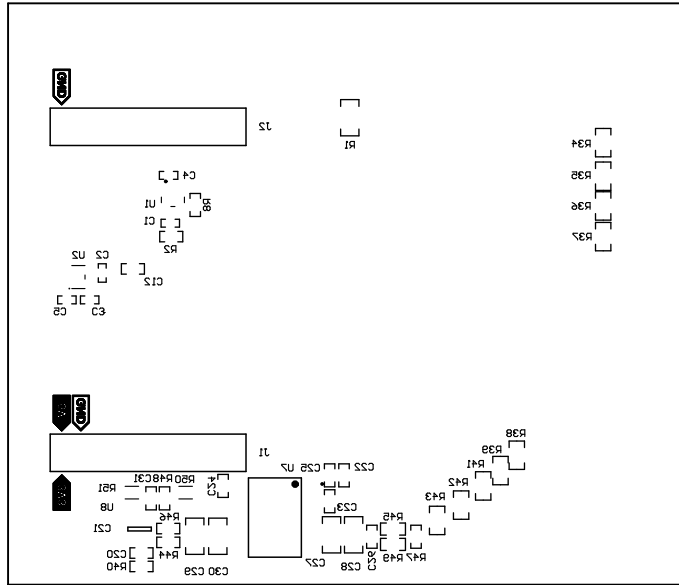 GND
J2
R1
R34
C4
R35
U1
R8
R36
C1
R2
R37
U2 C2
C12
C5 C3
GND
R38
J1
R39
R41
R51 C31 R48 R50 C24
U7 C25 C22
R42
U8
C23
R43
C21
R46
R45
R44
C20
R40
C29 C30
C27 C28 C26 R49 R47